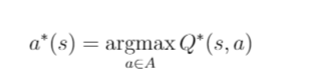 a*(s) = argmax Q*(s, a)
a∈A